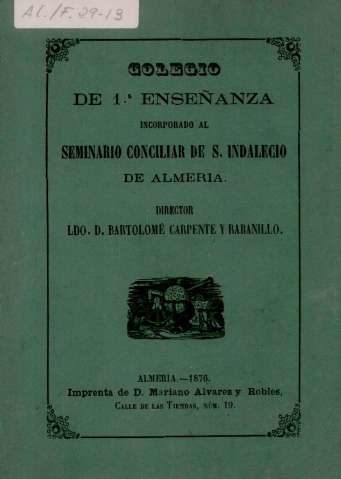 Al./F. 29-13
COLEGIO
DE 1.ª ENSEÑANZA
INCORPORADO AL
SEMINARIO CONCILIAR DE S. INDALECIO
DE ALMERIA.
DIRECTOR
LDO. D. BARTOLOMÉ CARPENTE Y RABANILLO.
ALMERIA.—1876.
Imprenta de D. Mariano Alvarez y Robles,
CALLE DE LAS TIENDAS, NÚM. 19.